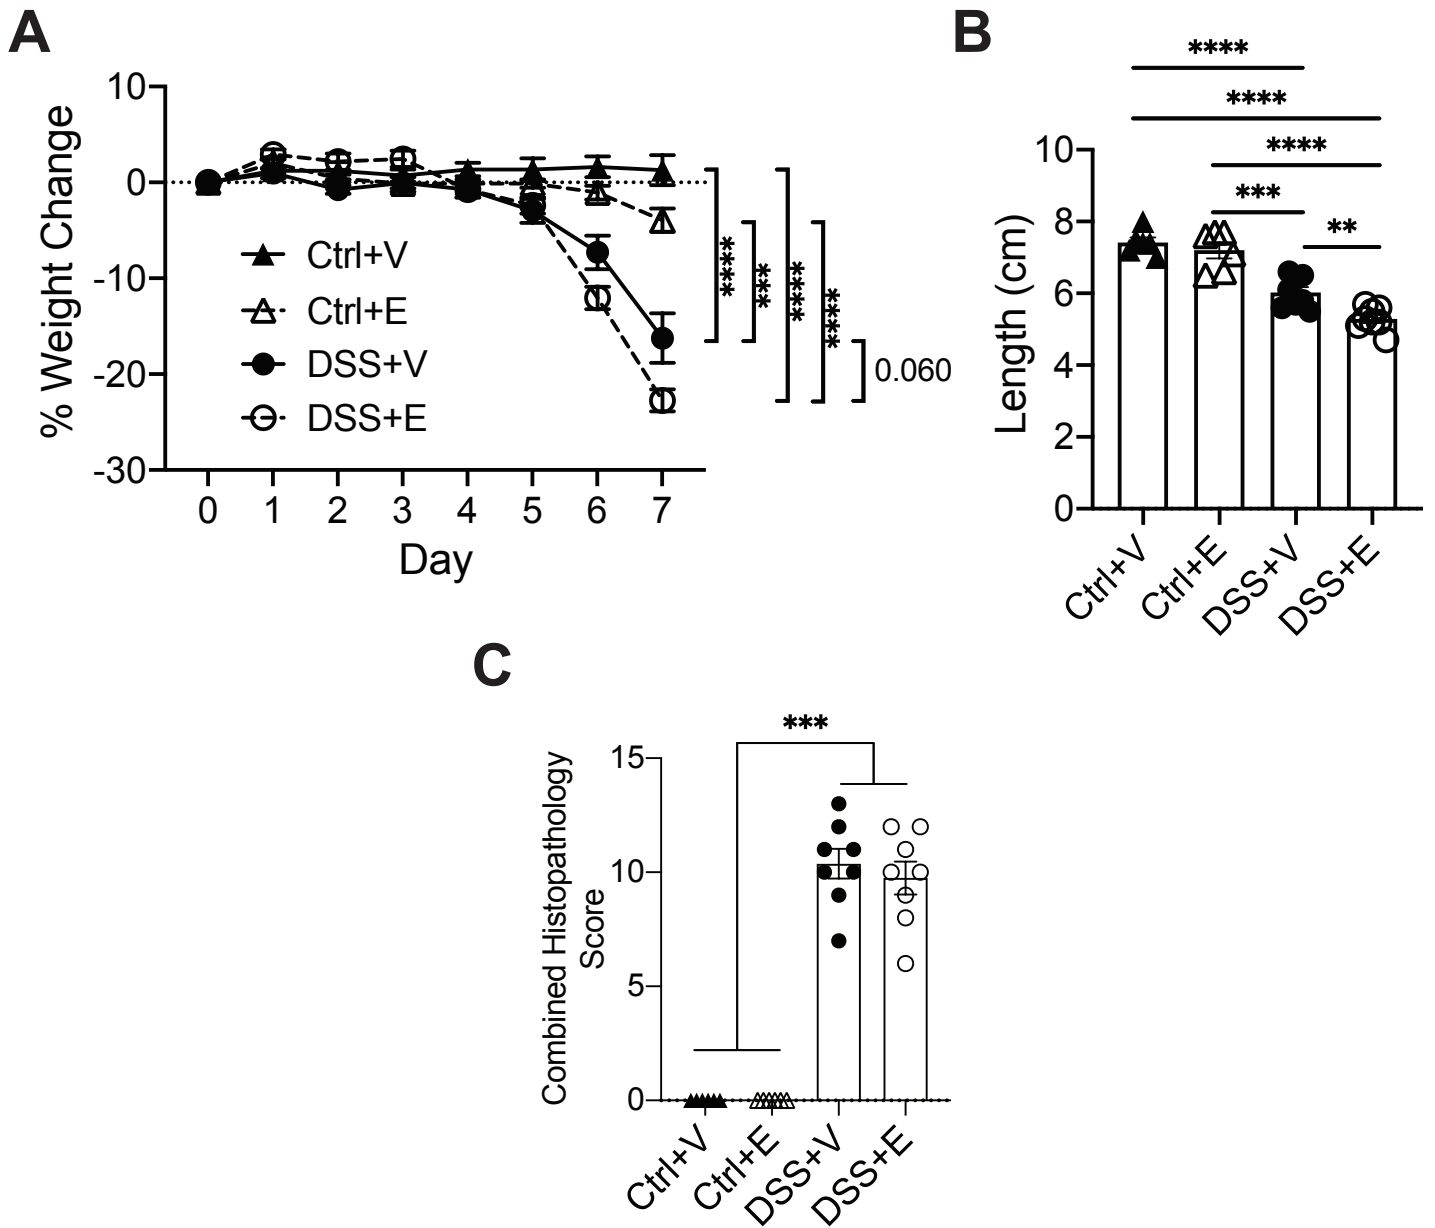 A
% Weight Change
10
0
-10
-20
-30
Ctrl+V
Ctrl+E
DSS+V
DSS+E
0
1
2
3
4
5
6
7
Day
****
***
****
****
0.060
B
****
****
****
***
**
Length (cm)
10
8
6
4
2
0
Ctrl+V
Ctrl+E
DSS+V
DSS+E
C
***
Combined Histopathology
Score
15
10
5
0
Ctrl+V
Ctrl+E
DSS+V
DSS+E